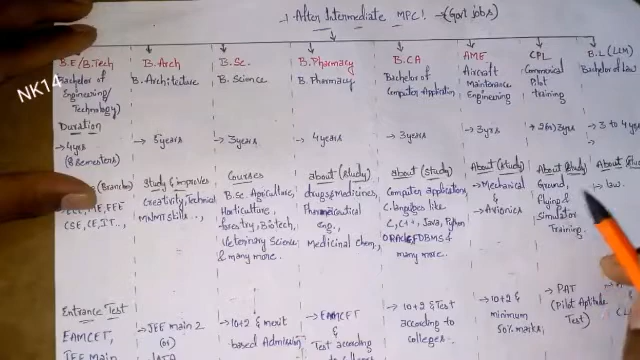 After Intermediate MPC! (Govt jobs)
B.E/B.Tech
Bachelor of
Engineering/
Technology)
Duration
→4yrs
(8 Semesters)
(Branches)
ECE, ME, EEE
CSE, CE, IT...
Entrance Test
EAMCET,
JEE main
B.Arch
B. Architecture
→ 5years
Study & improves
Creativity, Technical
MNMT skills..,
→ JEE main 2
(or)
B.Sc.
B. Science
→ 3years
Courses
B.Sc. Agriculture,
Horticulture,
forestry, Biotech,
Veterinary Science
& many more.
→ 10+2 & merit
based Admission
B. Pharmacy
B. Pharmacy
→ 4years
about (study)
drugs & medicines,
Pharmaceutical
eng.,
Medicinal chem,
→ EAMCET
&
Test according
B.CA
Bachelor of
Computer Application
→ 3years
about (study)
Computer application
C. languages like
C, C++, Java, Python
ORACLE, RDBMS &
many more.
→ 10+2 & Test
according to
colleges.
AME
Aircraft
Maintenance
Engineering
→ 3yrs
About (study)
→ Mechanical
&
→ Avionics
→ 10+2 &
minimum
50% marks,
CPL
Commercial
Pilot
training
→ 2 (or) 3yrs
About (study)
Ground,
Flying &
Simulator
Training.
→ PAT
(Pilot Aptitude
Test)
B.L (LLM)
Bachelor of Law
→ 3 to 4 yrs
About
→ law.
NK14